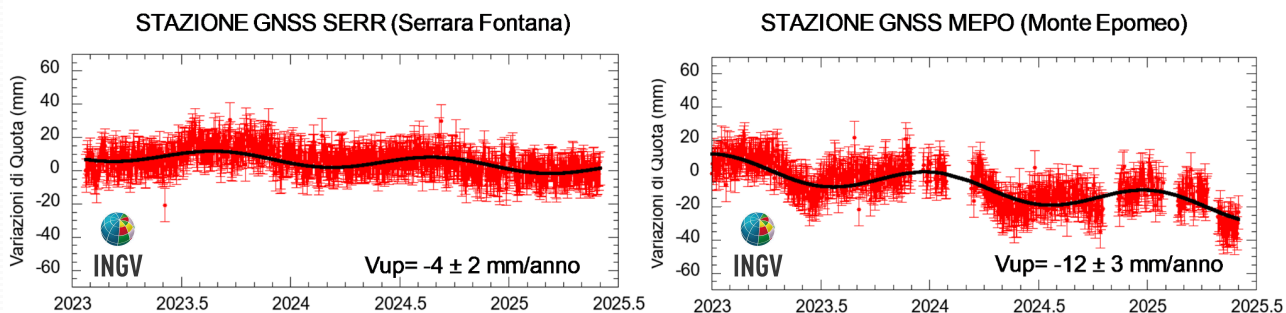 STAZIONE GNSS SERR (Serrara Fontana)
Variazioni di Quota (mm)
60
40
20
0
-20
-40
-60
INGV
Vup= -4 ± 2 mm/anno
2023 2023.5 2024 2024.5 2025 2025.5
STAZIONE GNSS MEPO (Monte Epomeo)
Variazioni di Quota (mm)
60
40
20
0
-20
-40
-60
INGV
Vup= -12 ± 3 mm/anno
2023 2023.5 2024 2024.5 2025 2025.5